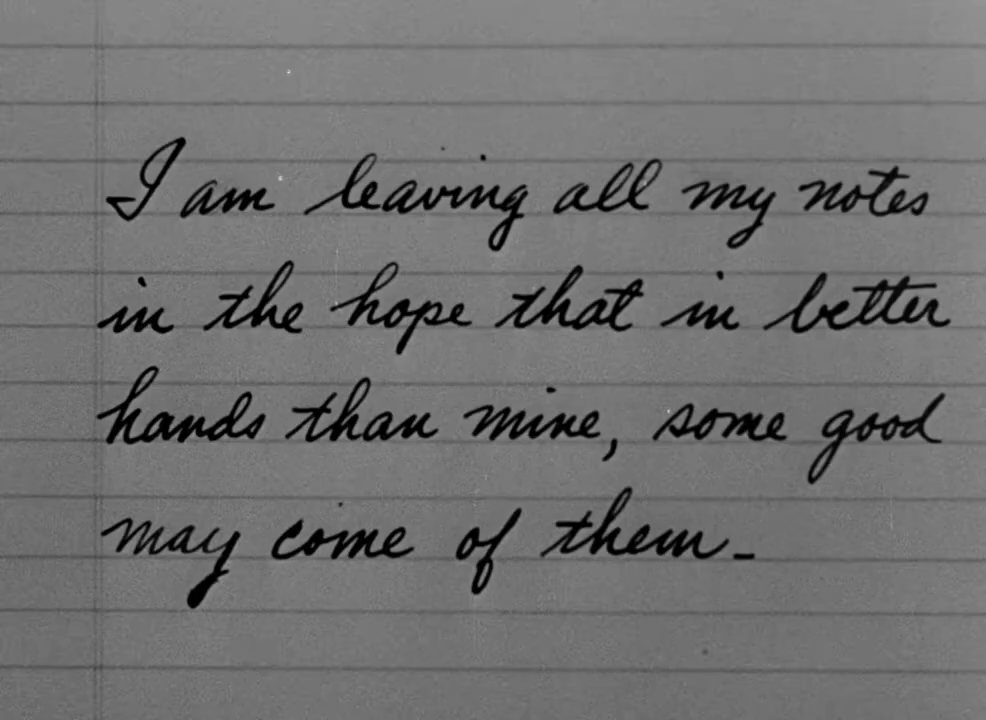 I am leaving all my notes
in the hope that in better
hands than mine, some good
may come of them-